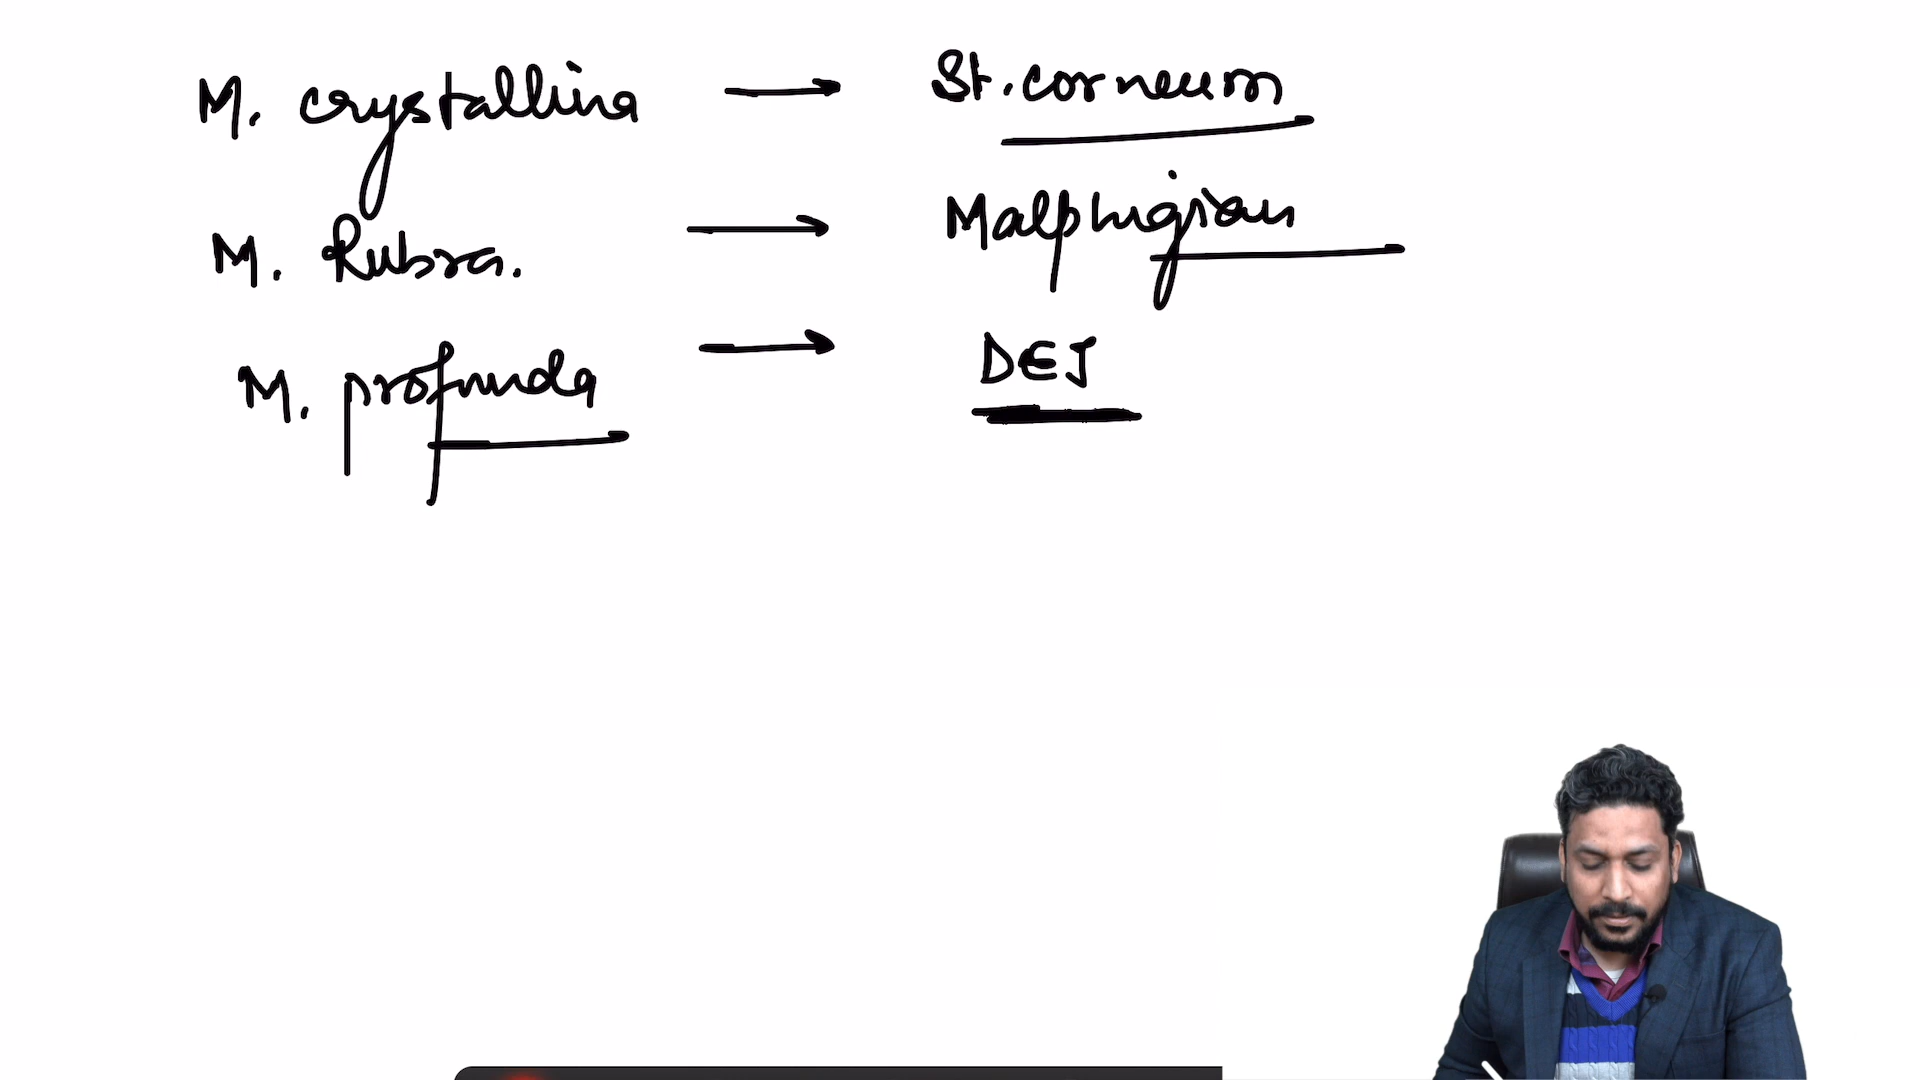 M. crystallina → St. corneum
M. Rubra. → Malphigian
M. profunda → DEJ